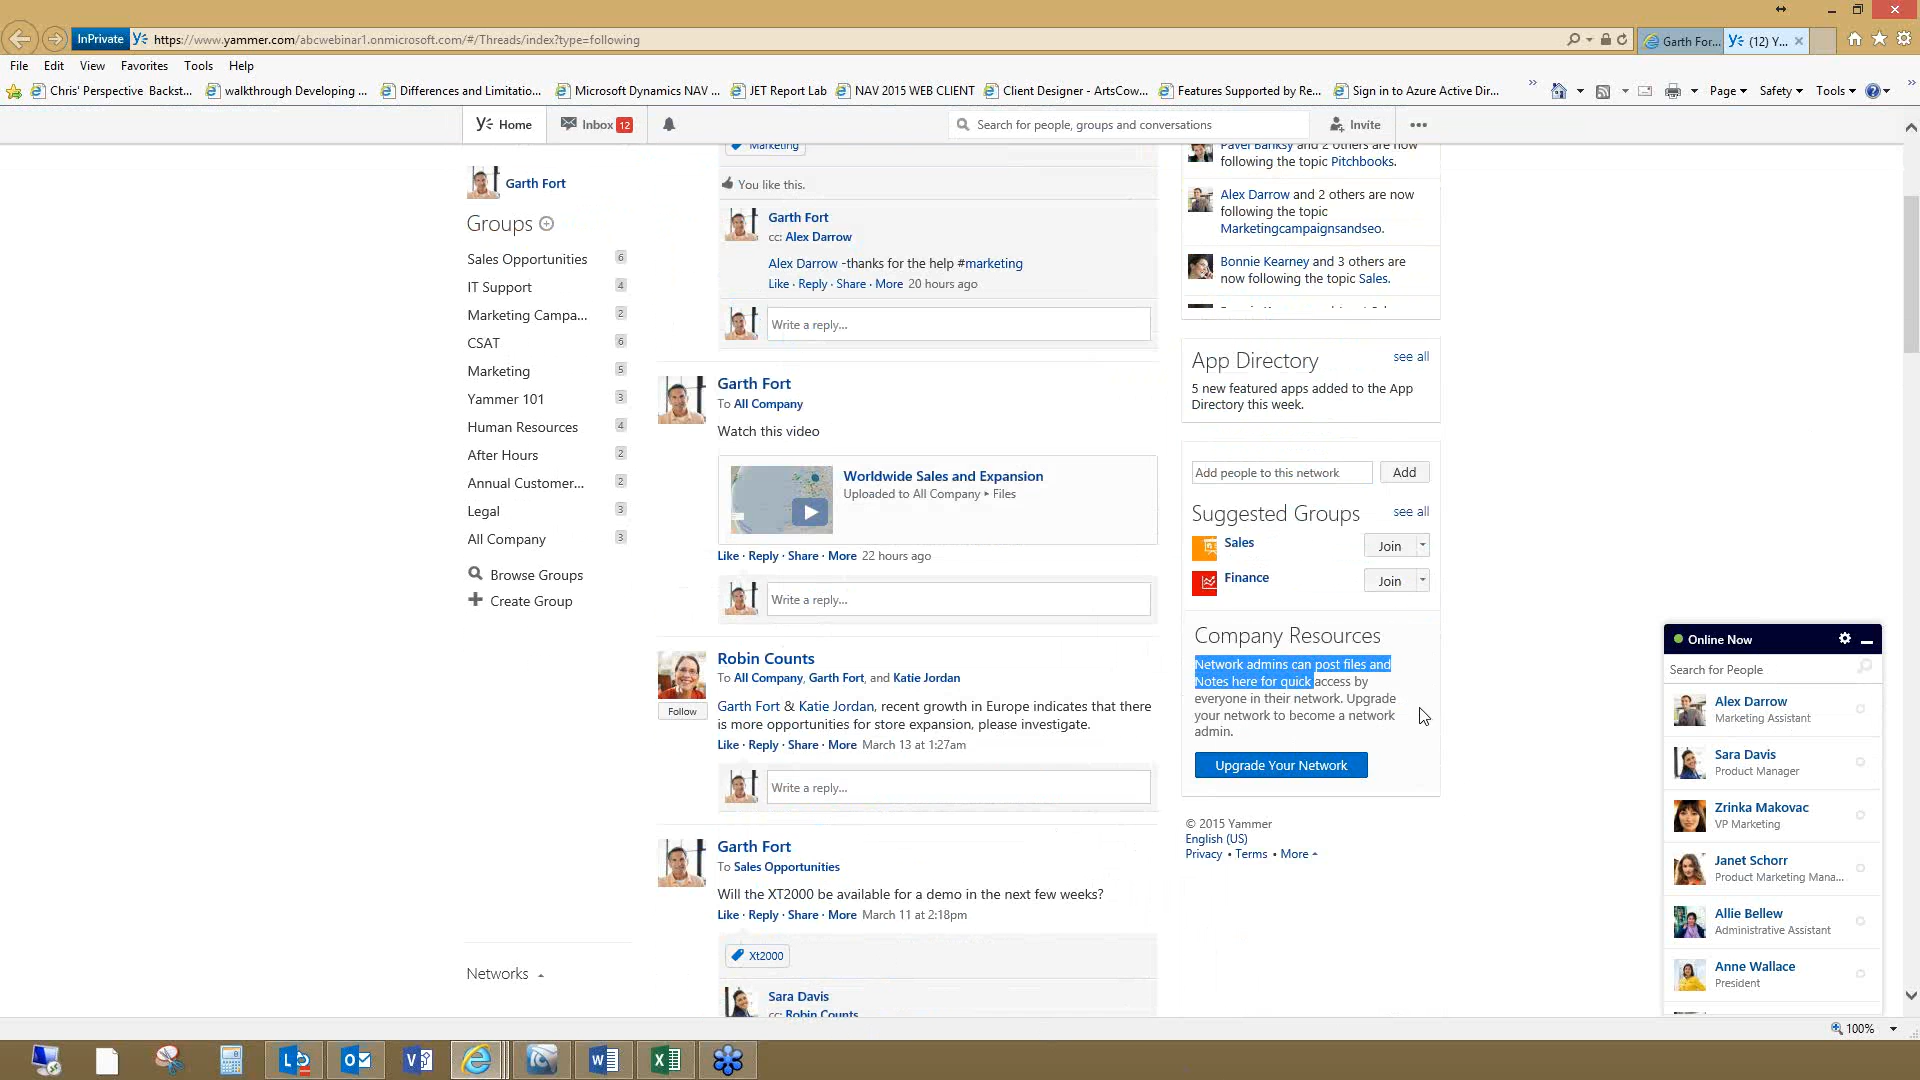 InPrivate
https://www.yammer.com/abcwebinar1.onmicrosoft.com/#/Threads/index?type=following
Garth For...
(12) Y...
File Edit View Favorites Tools Help
Chris' Perspective Backst...
walkthrough Developing ...
Differences and Limitatio...
Microsoft Dynamics NAV ...
JET Report Lab
NAV 2015 WEB CLIENT
Client Designer - ArtsCow...
Features Supported by Re...
Sign in to Azure Active Dir...
Page Safety Tools
Home
Inbox 12
Search for people, groups and conversations
Invite
Garth Fort
Groups
Sales Opportunities 6
IT Support 4
Marketing Campa... 2
CSAT 6
Marketing 5
Yammer 101 3
Human Resources 4
After Hours 2
Annual Customer... 2
Legal 3
All Company 3
Browse Groups
Create Group
Networks
Marketing
You like this.
Garth Fort
cc: Alex Darrow
Alex Darrow -thanks for the help #marketing
Like · Reply · Share · More 20 hours ago
Write a reply...
Garth Fort
To All Company
Watch this video
Worldwide Sales and Expansion
Uploaded to All Company ▸ Files
Like · Reply · Share · More 22 hours ago
Write a reply...
Robin Counts
To All Company, Garth Fort, and Katie Jordan
Follow
Garth Fort & Katie Jordan, recent growth in Europe indicates that there
is more opportunities for store expansion, please investigate.
Like · Reply · Share · More March 13 at 1:27am
Write a reply...
Garth Fort
To Sales Opportunities
Will the XT2000 be available for a demo in the next few weeks?
Like · Reply · Share · More March 11 at 2:18pm
Xt2000
Sara Davis
cc: Robin Counts
Pavel Banksy and 2 others are now
following the topic Pitchbooks.
Alex Darrow and 2 others are now
following the topic
Marketingcampaignsandseo.
Bonnie Kearney and 3 others are
now following the topic Sales.
App Directory see all
5 new featured apps added to the App
Directory this week.
Add people to this network Add
Suggested Groups see all
Sales Join
Finance Join
Company Resources
Network admins can post files and
Notes here for quick access by
everyone in their network. Upgrade
your network to become a network
admin.
Upgrade Your Network
© 2015 Yammer
English (US)
Privacy • Terms • More
Online Now
Search for People
Alex Darrow
Marketing Assistant
Sara Davis
Product Manager
Zrinka Makovac
VP Marketing
Janet Schorr
Product Marketing Mana...
Allie Bellew
Administrative Assistant
Anne Wallace
President
100%